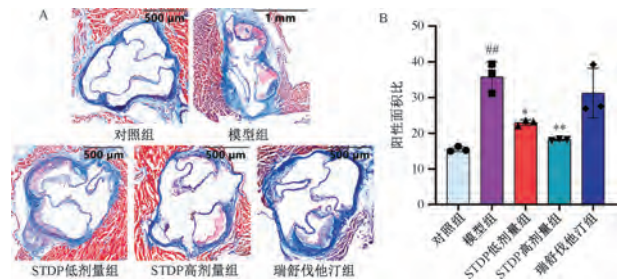 A
500 μm
1 mm
对照组
模型组
500 μm
500 μm
500 μm
STDP低剂量组
STDP高剂量组
瑞舒伐他汀组
B
阳性面积比
50
40
30
20
10
0
##
*
**
对照组
模型组
STDP低剂量组
STDP高剂量组
瑞舒伐他汀组